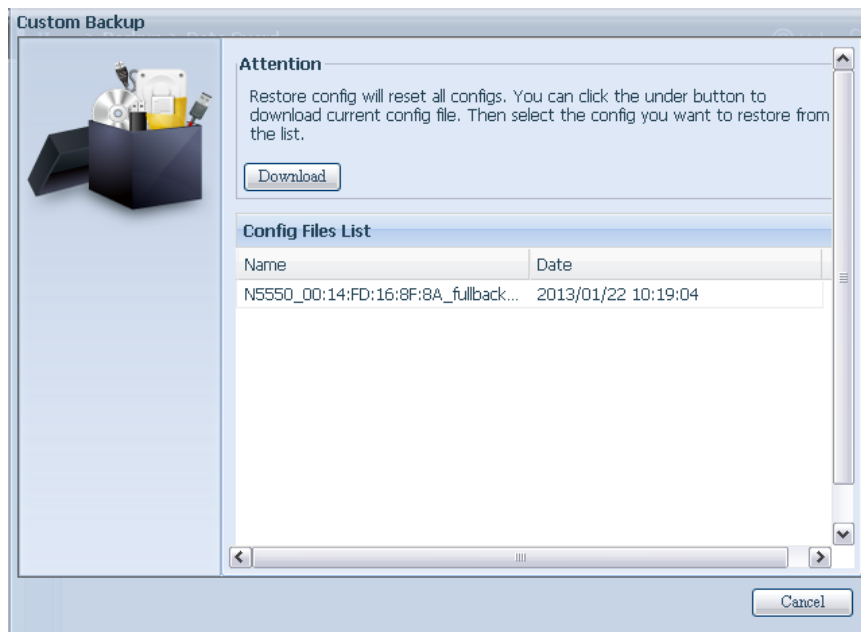 Custom Backup
Attention
Restore config will reset all configs. You can click the under button to
download current config file. Then select the config you want to restore from
the list.
Download
Config Files List
Name Date
N5550_00:14:FD:16:8F:8A_fullback... 2013/01/22 10:19:04
Cancel